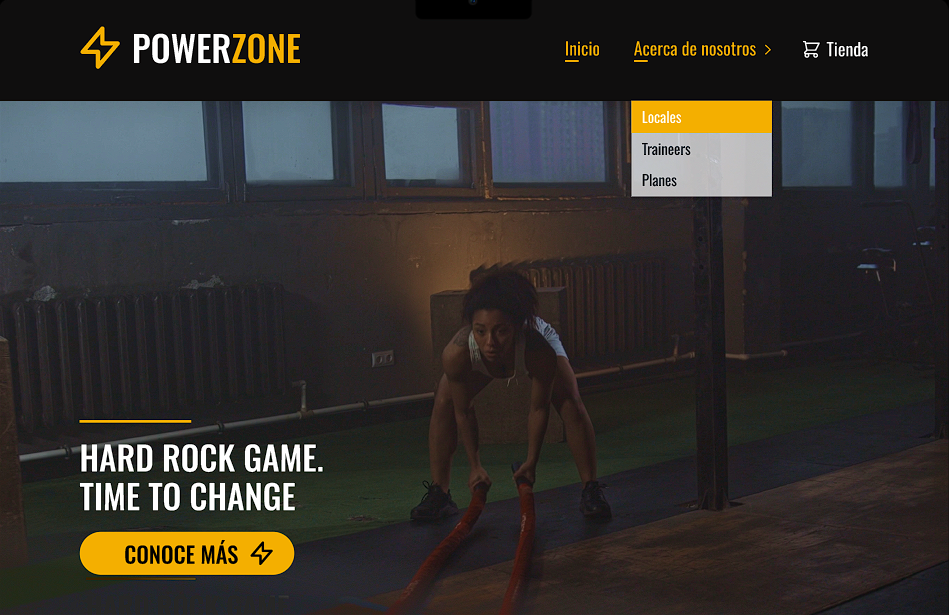 POWERZONE
Inicio
Acerca de nosotros
Tienda
Locales
Traineers
Planes
HARD ROCK GAME.
TIME TO CHANGE
CONOCE MÁS